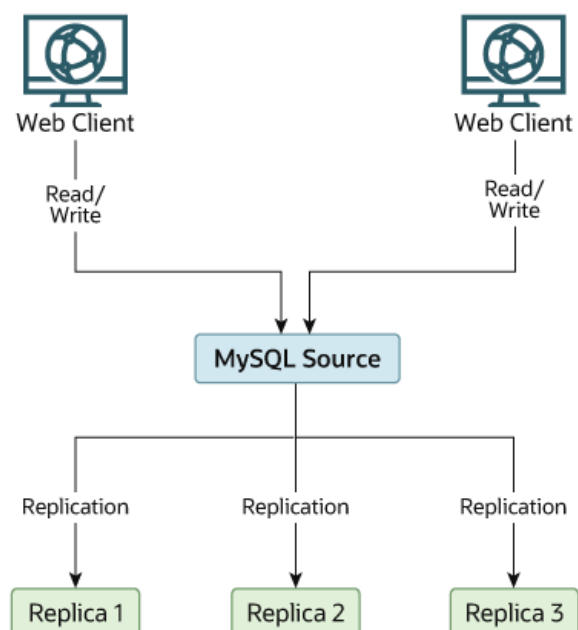 Web Client
Web Client
Read/
Write
Read/
Write
MySQL Source
Replication
Replication
Replication
Replica 1
Replica 2
Replica 3